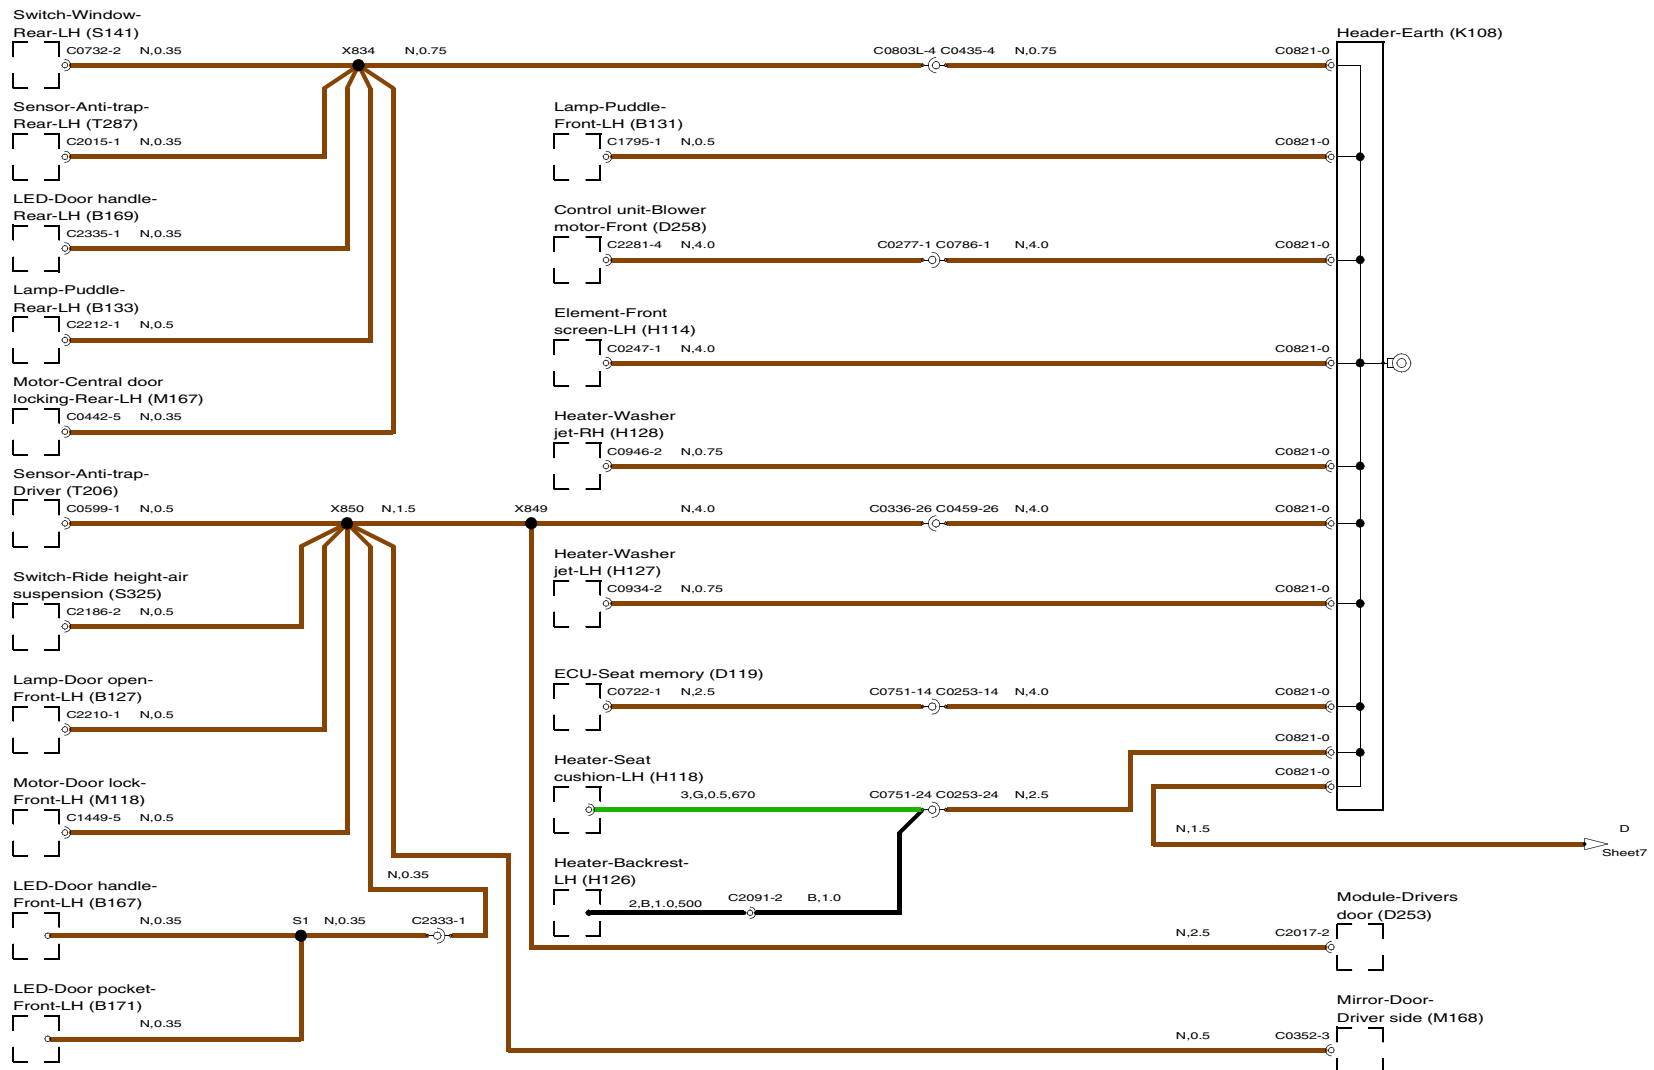 Switch-Window-
Rear-LH (S141)
C0732-2 N,0.35
X834 N,0.75
C0803L-4 C0435-4 N,0.75
C0821-0
Header-Earth (K108)
Sensor-Anti-trap-
Rear-LH (T287)
C2015-1 N,0.35
Lamp-Puddle-
Front-LH (B131)
C1795-1 N,0.5
C0821-0
LED-Door handle-
Rear-LH (B169)
C2335-1 N,0.35
Control unit-Blower
motor-Front (D258)
C2281-4 N,4.0
C0277-1 C0786-1 N,4.0
C0821-0
Lamp-Puddle-
Rear-LH (B133)
C2212-1 N,0.5
Element-Front
screen-LH (H114)
C0247-1 N,4.0
C0821-0
Motor-Central door
locking-Rear-LH (M167)
C0442-5 N,0.35
Heater-Washer
jet-RH (H128)
C0946-2 N,0.75
C0821-0
Sensor-Anti-trap-
Driver (T206)
C0599-1 N,0.5
X850 N,1.5
X849
N,4.0
C0336-26 C0459-26 N,4.0
C0821-0
Heater-Washer
jet-LH (H127)
C0934-2 N,0.75
C0821-0
Switch-Ride height-air
suspension (S325)
C2186-2 N,0.5
ECU-Seat memory (D119)
C0722-1 N,2.5
C0751-14 C0253-14 N,4.0
C0821-0
Lamp-Door open-
Front-LH (B127)
C2210-1 N,0.5
C0821-0
Heater-Seat
cushion-LH (H118)
3,G,0.5,670
C0751-24 C0253-24 N,2.5
C0821-0
Motor-Door lock-
Front-LH (M118)
C1449-5 N,0.5
N,1.5
D
Sheet7
N,0.35
Heater-Backrest-
LH (H126)
2,B,1.0,500
C2091-2 B,1.0
LED-Door handle-
Front-LH (B167)
N,0.35
S1 N,0.35
C2333-1
Module-Drivers
door (D253)
N,2.5
C2017-2
LED-Door pocket-
Front-LH (B171)
N,0.35
Mirror-Door-
Driver side (M168)
N,0.5
C0352-3